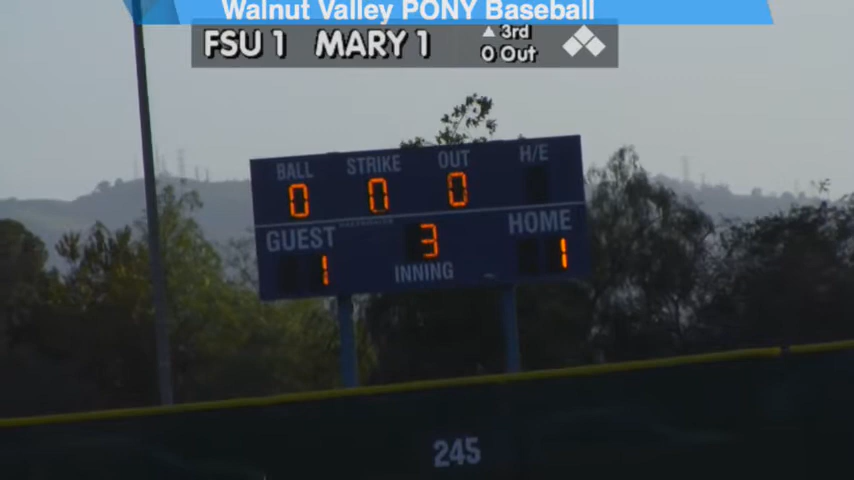 Walnut Valley PONY Baseball
FSU 1 MARY 1 ▲ 3rd
0 Out
BALL STRIKE OUT H/E
0 0 0
GUEST 3 HOME
1 INNING 1
245